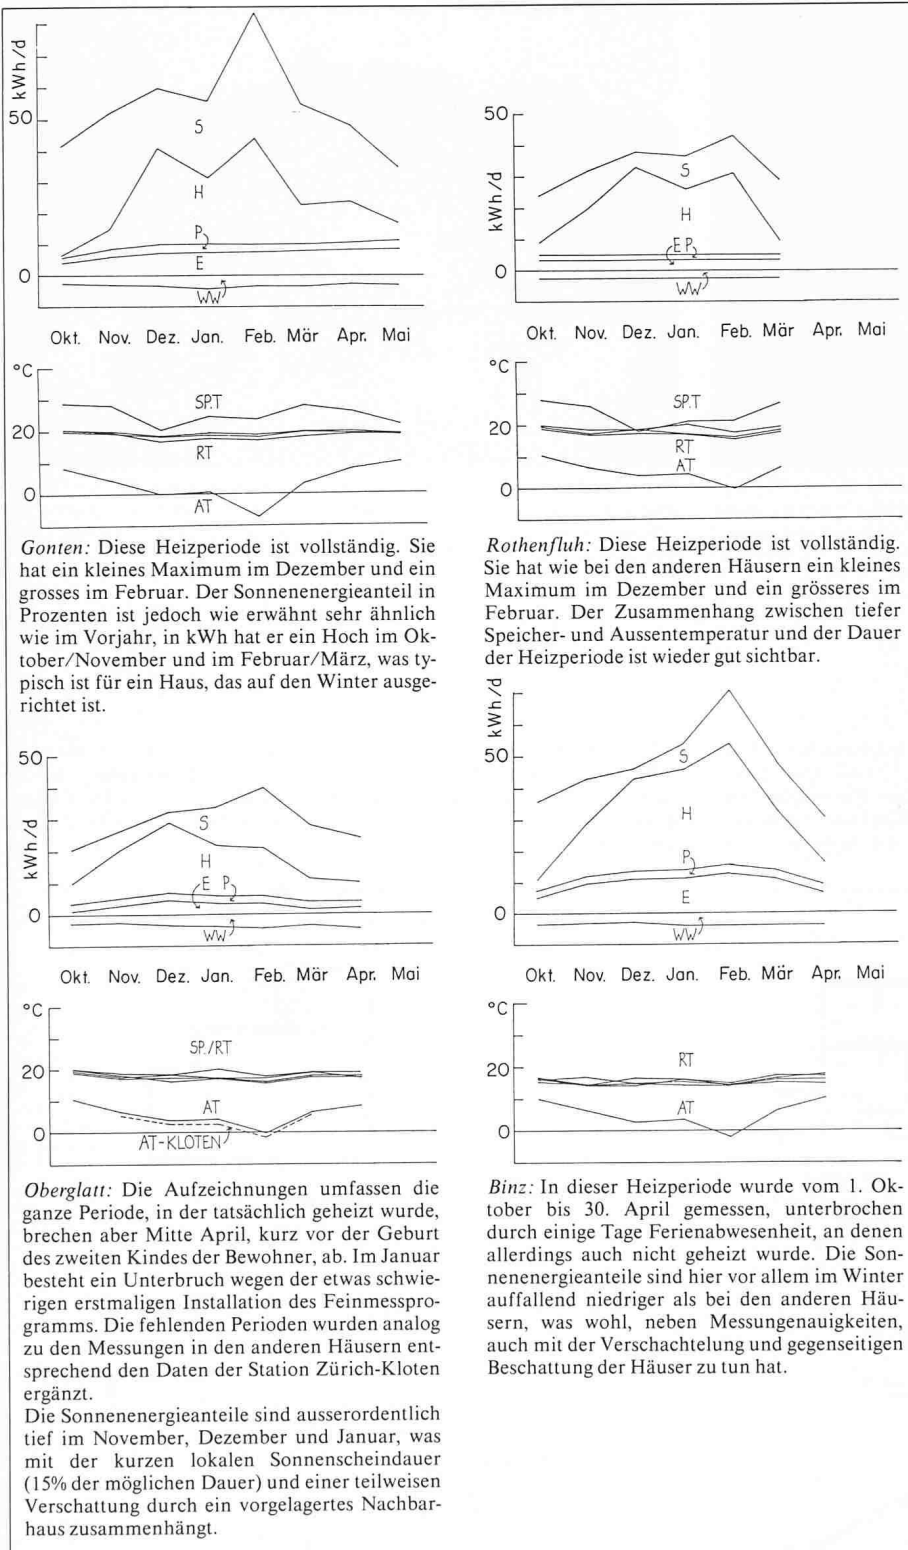 kWh/d
50
0
S
H
P
E
WW
Okt. Nov. Dez. Jan. Feb. Mär Apr. Mai
°C
20
0
SP.T
RT
AT
Gonten: Diese Heizperiode ist vollständig. Sie
hat ein kleines Maximum im Dezember und ein
grosses im Februar. Der Sonnenenergieanteil in
Prozenten ist jedoch wie erwähnt sehr ähnlich
wie im Vorjahr, in kWh hat er ein Hoch im Ok-
tober/November und im Februar/März, was ty-
pisch ist für ein Haus, das auf den Winter ausge-
richtet ist.
kWh/d
50
0
S
H
E P
WW
Okt. Nov. Dez. Jan. Feb. Mär Apr. Mai
°C
20
0
SP.T
RT
AT
Rothenfluh: Diese Heizperiode ist vollständig.
Sie hat wie bei den anderen Häusern ein kleines
Maximum im Dezember und ein grösseres im
Februar. Der Zusammenhang zwischen tiefer
Speicher- und Aussentemperatur und der Dauer
der Heizperiode ist wieder gut sichtbar.
kWh/d
50
0
S
H
E P
WW
Okt. Nov. Dez. Jan. Feb. Mär Apr. Mai
°C
20
0
SP./RT
AT
AT-KLOTEN
Oberglatt: Die Aufzeichnungen umfassen die
ganze Periode, in der tatsächlich geheizt wurde,
brechen aber Mitte April, kurz vor der Geburt
des zweiten Kindes der Bewohner, ab. Im Januar
besteht ein Unterbruch wegen der etwas schwie-
rigen erstmaligen Installation des Feinmesspro-
gramms. Die fehlenden Perioden wurden analog
zu den Messungen in den anderen Häusern ent-
sprechend den Daten der Station Zürich-Kloten
ergänzt.
Die Sonnenenergieanteile sind ausserordentlich
tief im November, Dezember und Januar, was
mit der kurzen lokalen Sonnenscheindauer
(15% der möglichen Dauer) und einer teilweisen
Verschattung durch ein vorgelagertes Nachbar-
haus zusammenhängt.
kWh/d
50
0
S
H
P
E
WW
Okt. Nov. Dez. Jan. Feb. Mär Apr. Mai
°C
20
0
RT
AT
Binz: In dieser Heizperiode wurde vom 1. Ok-
tober bis 30. April gemessen, unterbrochen
durch einige Tage Ferienabwesenheit, an denen
allerdings auch nicht geheizt wurde. Die Son-
nenenergieanteile sind hier vor allem im Winter
auffallend niedriger als bei den anderen Häu-
sern, was wohl, neben Messungenauigkeiten,
auch mit der Verschachtelung und gegenseitigen
Beschattung der Häuser zu tun hat.